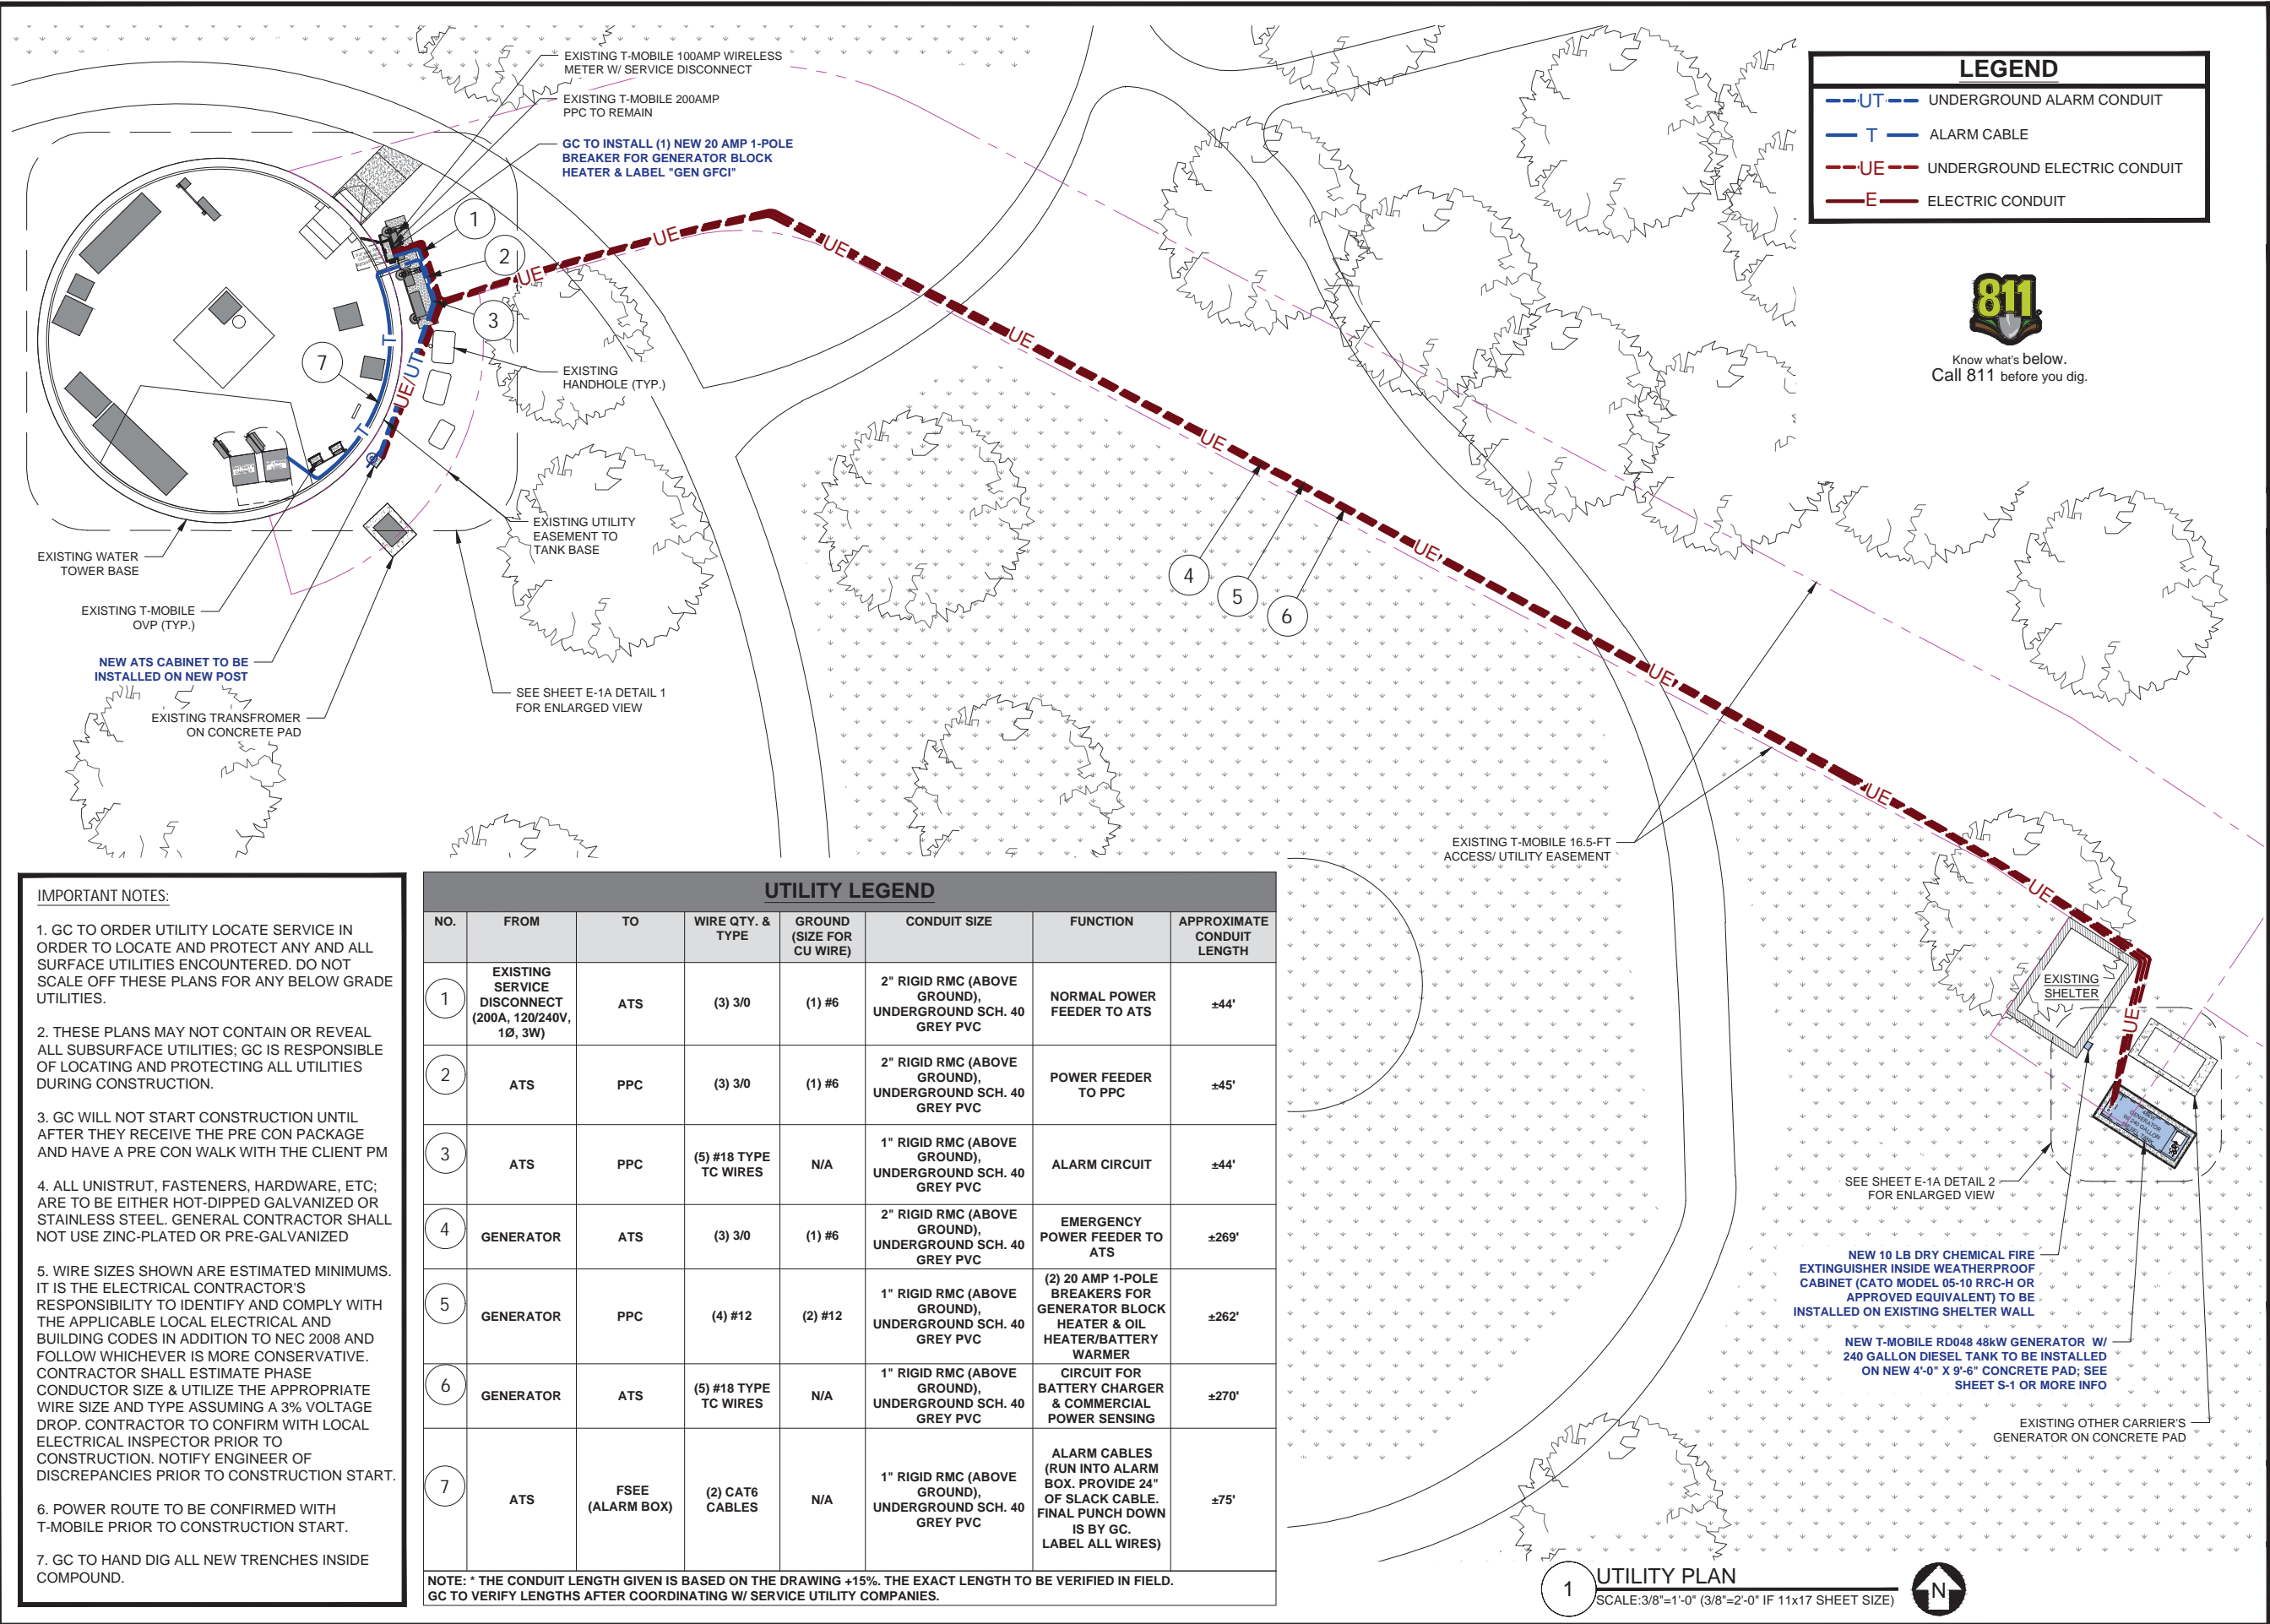 EXISTING T-MOBILE 100AMP WIRELESS
METER W/ SERVICE DISCONNECT
EXISTING T-MOBILE 200AMP
PPC TO REMAIN
GC TO INSTALL (1) NEW 20 AMP 1-POLE
BREAKER FOR GENERATOR BLOCK
HEATER & LABEL "GEN GFCI"
LEGEND
UT UNDERGROUND ALARM CONDUIT
T ALARM CABLE
UE UNDERGROUND ELECTRIC CONDUIT
E ELECTRIC CONDUIT
811
Know what's below.
Call 811 before you dig.
1
2
3
7
UE
UE
UE
UE
UE
UE
UE
UE
UE
UE
T
T
UE/UT
EXISTING
HANDHOLE (TYP.)
EXISTING UTILITY
EASEMENT TO
TANK BASE
4
5
6
EXISTING WATER
TOWER BASE
EXISTING T-MOBILE
OVP (TYP.)
NEW ATS CABINET TO BE
INSTALLED ON NEW POST
EXISTING TRANSFROMER
ON CONCRETE PAD
SEE SHEET E-1A DETAIL 1
FOR ENLARGED VIEW
EXISTING T-MOBILE 16.5-FT
ACCESS/ UTILITY EASEMENT
EXISTING
SHELTER
48KW
GENERATOR
W/ 240 GALLON
DIESEL TANK
SEE SHEET E-1A DETAIL 2
FOR ENLARGED VIEW
NEW 10 LB DRY CHEMICAL FIRE
EXTINGUISHER INSIDE WEATHERPROOF
CABINET (CATO MODEL 05-10 RRC-H OR
APPROVED EQUIVALENT) TO BE
INSTALLED ON EXISTING SHELTER WALL
NEW T-MOBILE RD048 48kW GENERATOR W/
240 GALLON DIESEL TANK TO BE INSTALLED
ON NEW 4'-0" X 9'-6" CONCRETE PAD; SEE
SHEET S-1 OR MORE INFO
EXISTING OTHER CARRIER'S
GENERATOR ON CONCRETE PAD
IMPORTANT NOTES:
1. GC TO ORDER UTILITY LOCATE SERVICE IN
ORDER TO LOCATE AND PROTECT ANY AND ALL
SURFACE UTILITIES ENCOUNTERED. DO NOT
SCALE OFF THESE PLANS FOR ANY BELOW GRADE
UTILITIES.
2. THESE PLANS MAY NOT CONTAIN OR REVEAL
ALL SUBSURFACE UTILITIES; GC IS RESPONSIBLE
OF LOCATING AND PROTECTING ALL UTILITIES
DURING CONSTRUCTION.
3. GC WILL NOT START CONSTRUCTION UNTIL
AFTER THEY RECEIVE THE PRE CON PACKAGE
AND HAVE A PRE CON WALK WITH THE CLIENT PM
4. ALL UNISTRUT, FASTENERS, HARDWARE, ETC;
ARE TO BE EITHER HOT-DIPPED GALVANIZED OR
STAINLESS STEEL. GENERAL CONTRACTOR SHALL
NOT USE ZINC-PLATED OR PRE-GALVANIZED
5. WIRE SIZES SHOWN ARE ESTIMATED MINIMUMS.
IT IS THE ELECTRICAL CONTRACTOR'S
RESPONSIBILITY TO IDENTIFY AND COMPLY WITH
THE APPLICABLE LOCAL ELECTRICAL AND
BUILDING CODES IN ADDITION TO NEC 2008 AND
FOLLOW WHICHEVER IS MORE CONSERVATIVE.
CONTRACTOR SHALL ESTIMATE PHASE
CONDUCTOR SIZE & UTILIZE THE APPROPRIATE
WIRE SIZE AND TYPE ASSUMING A 3% VOLTAGE
DROP. CONTRACTOR TO CONFIRM WITH LOCAL
ELECTRICAL INSPECTOR PRIOR TO
CONSTRUCTION. NOTIFY ENGINEER OF
DISCREPANCIES PRIOR TO CONSTRUCTION START.
6. POWER ROUTE TO BE CONFIRMED WITH
T-MOBILE PRIOR TO CONSTRUCTION START.
7. GC TO HAND DIG ALL NEW TRENCHES INSIDE
COMPOUND.
UTILITY LEGEND
NO. FROM TO WIRE QTY. & TYPE GROUND (SIZE FOR CU WIRE) CONDUIT SIZE FUNCTION APPROXIMATE CONDUIT LENGTH
1 EXISTING SERVICE DISCONNECT (200A, 120/240V, 1Ø, 3W) ATS (3) 3/0 (1) #6 2" RIGID RMC (ABOVE GROUND), UNDERGROUND SCH. 40 GREY PVC NORMAL POWER FEEDER TO ATS ±44'
2 ATS PPC (3) 3/0 (1) #6 2" RIGID RMC (ABOVE GROUND), UNDERGROUND SCH. 40 GREY PVC POWER FEEDER TO PPC ±45'
3 ATS PPC (5) #18 TYPE TC WIRES N/A 1" RIGID RMC (ABOVE GROUND), UNDERGROUND SCH. 40 GREY PVC ALARM CIRCUIT ±44'
4 GENERATOR ATS (3) 3/0 (1) #6 2" RIGID RMC (ABOVE GROUND), UNDERGROUND SCH. 40 GREY PVC EMERGENCY POWER FEEDER TO ATS ±269'
5 GENERATOR PPC (4) #12 (2) #12 1" RIGID RMC (ABOVE GROUND), UNDERGROUND SCH. 40 GREY PVC (2) 20 AMP 1-POLE BREAKERS FOR GENERATOR BLOCK HEATER & OIL HEATER/BATTERY WARMER ±262'
6 GENERATOR ATS (5) #18 TYPE TC WIRES N/A 1" RIGID RMC (ABOVE GROUND), UNDERGROUND SCH. 40 GREY PVC CIRCUIT FOR BATTERY CHARGER & COMMERCIAL POWER SENSING ±270'
7 ATS FSEE (ALARM BOX) (2) CAT6 CABLES N/A 1" RIGID RMC (ABOVE GROUND), UNDERGROUND SCH. 40 GREY PVC ALARM CABLES (RUN INTO ALARM BOX. PROVIDE 24" OF SLACK CABLE. FINAL PUNCH DOWN IS BY GC. LABEL ALL WIRES) ±75'
NOTE: * THE CONDUIT LENGTH GIVEN IS BASED ON THE DRAWING +15%. THE EXACT LENGTH TO BE VERIFIED IN FIELD.
GC TO VERIFY LENGTHS AFTER COORDINATING W/ SERVICE UTILITY COMPANIES.
1 UTILITY PLAN
SCALE:3/8"=1'-0" (3/8"=2'-0" IF 11x17 SHEET SIZE)
N